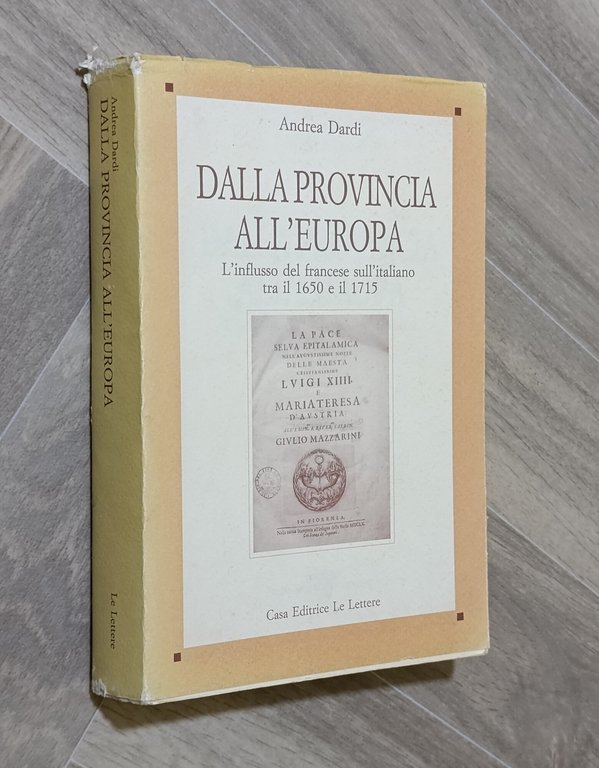 Andrea Dardi
DALLA PROVINCIA
ALL'EUROPA
L'influsso del francese sull'italiano
tra il 1650 e il 1715
LA PACE
SELVA EPITALAMICA
NELL'AVGVSTISSIME NOZZE
DELLE MAESTÀ
CRISTIANISSIME
LVIGI XIIII.
E
MARIA TERESA
D'AVSTRIA
GIVLIO MAZZARINI
IN FIORENZA,
Casa Editrice Le Lettere
Andrea Dardi
DALLA PROVINCIA ALL'EUROPA
Le Lettere